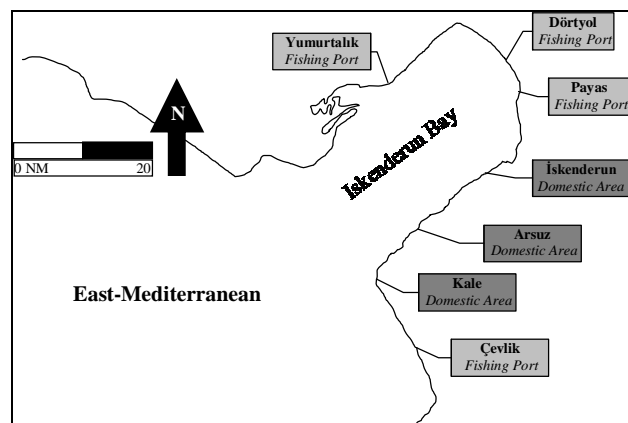 Dörtyol
Fishing Port
Yumurtalık
Fishing Port
Payas
Fishing Port
N
Iskenderun Bay
0 NM 20
İskenderun
Domestic Area
Arsuz
Domestic Area
Kale
Domestic Area
East-Mediterranean
Çevlik
Fishing Port